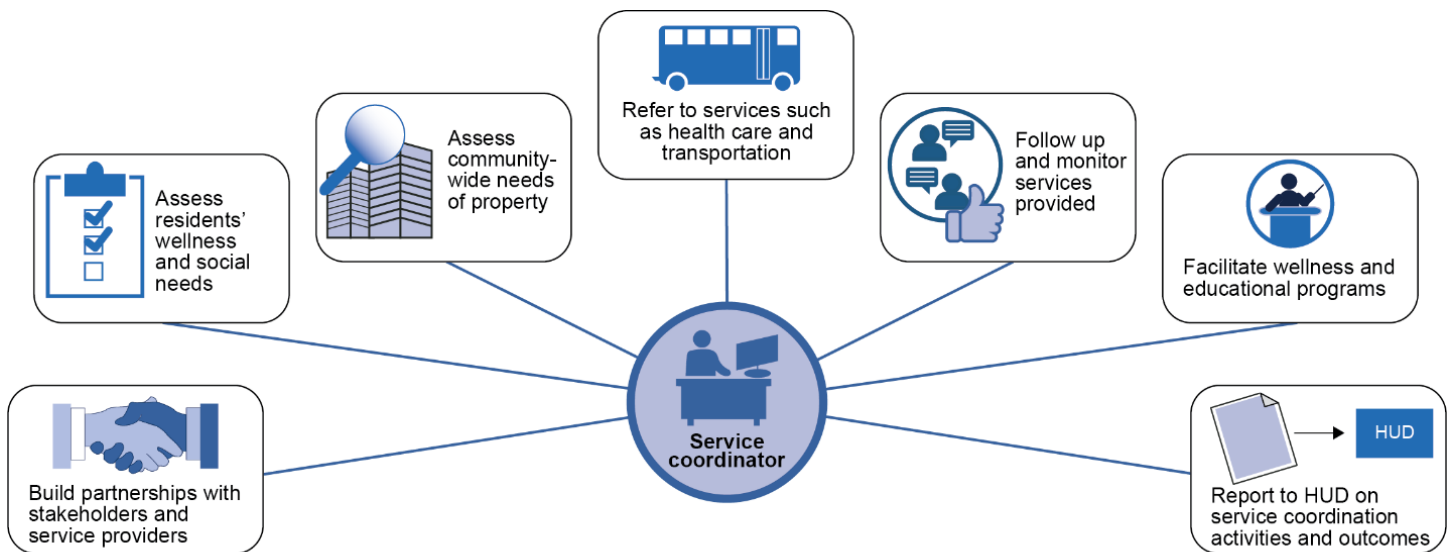 Build partnerships with
stakeholders and
service providers
Assess
residents'
wellness
and social
needs
Assess
community-
wide needs
of property
Refer to services such
as health care and
transportation
Follow up
and monitor
services
provided
Facilitate wellness and
educational programs
HUD
Report to HUD on
service coordination
activities and outcomes
Service
coordinator